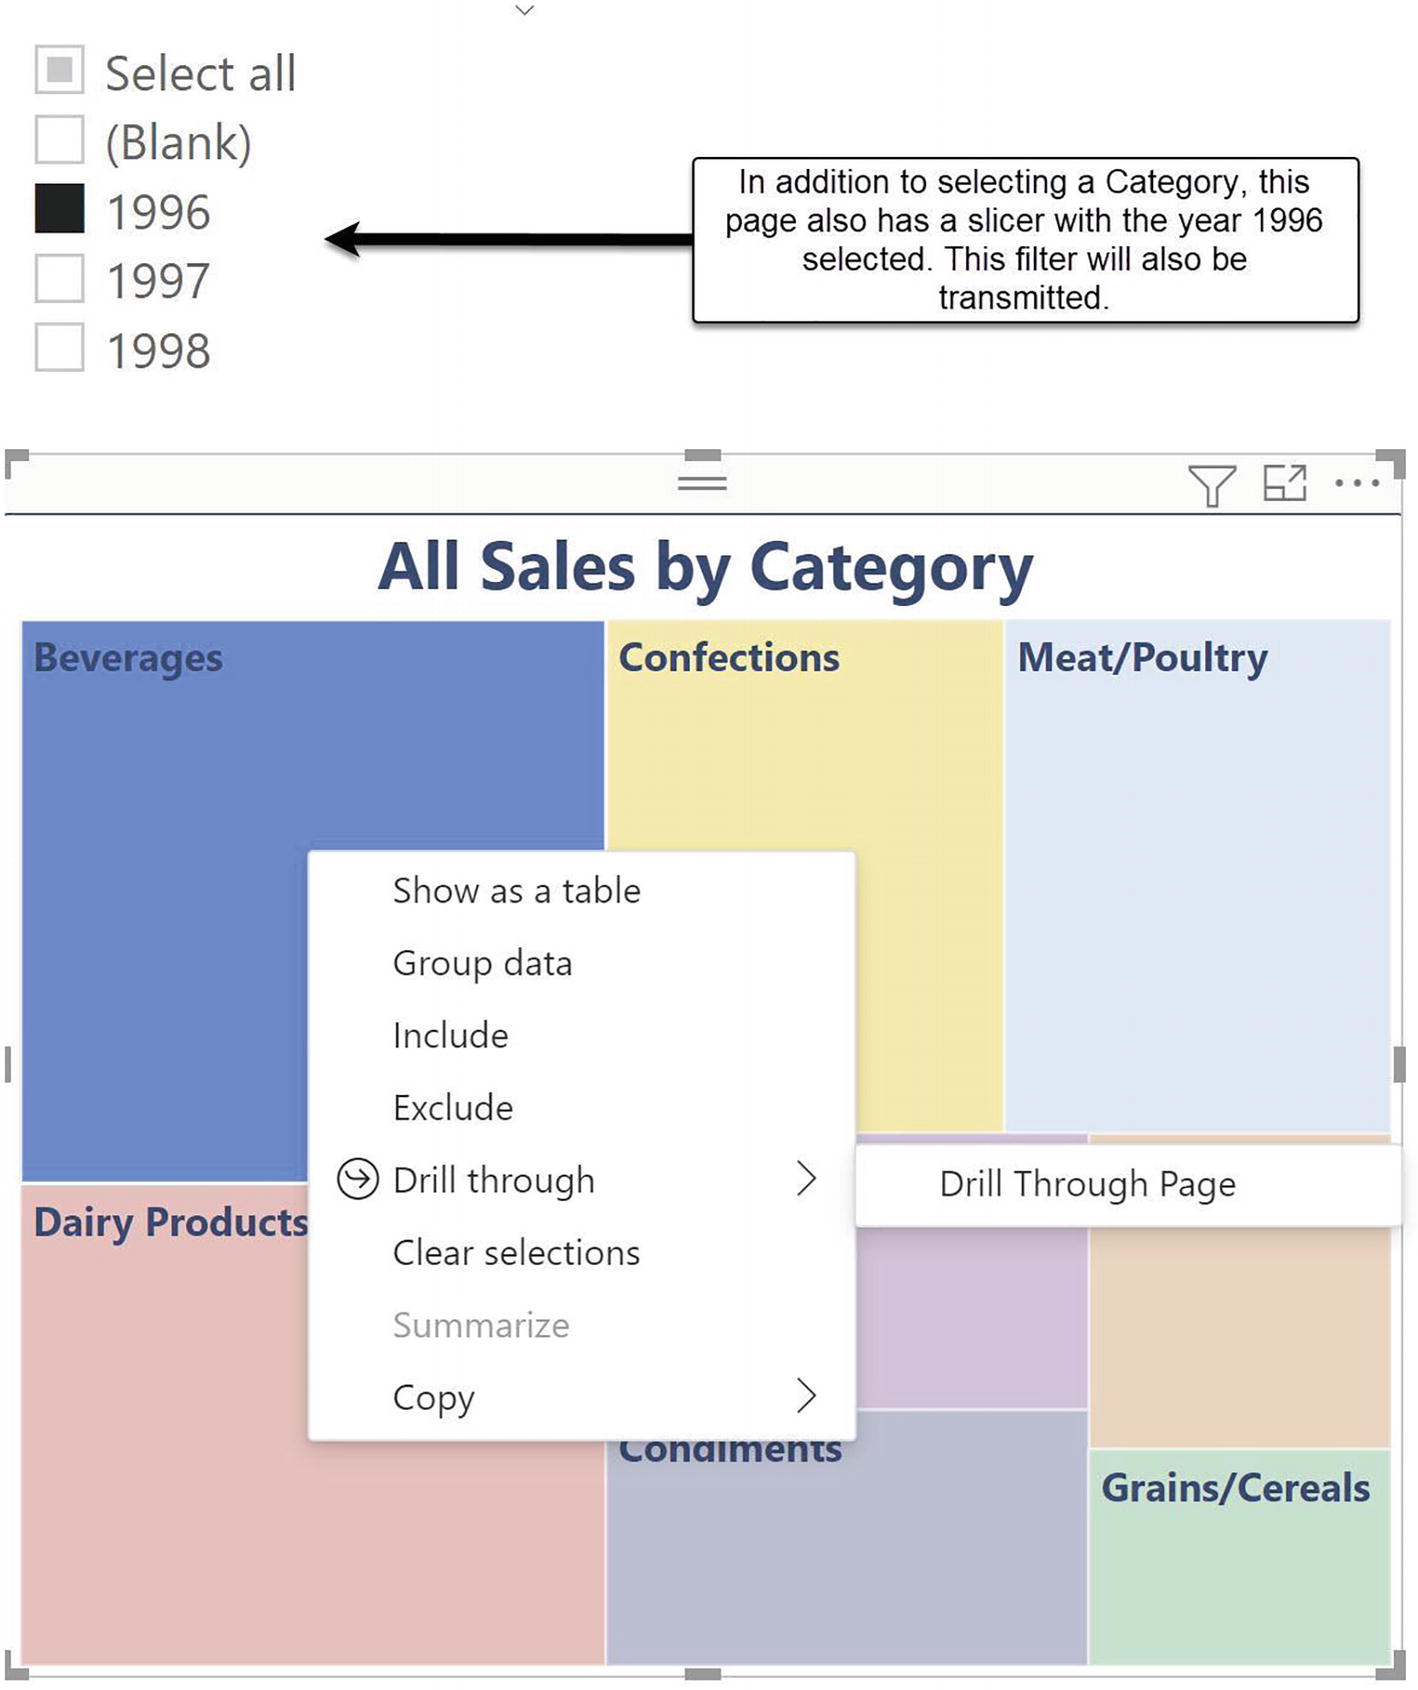 Select all
(Blank)
1996
1997
1998
In addition to selecting a Category, this
page also has a slicer with the year 1996
selected. This filter will also be
transmitted.
All Sales by Category
Beverages
Confections
Meat/Poultry
Show as a table
Group data
Include
Exclude
Drill through
Drill Through Page
Dairy Products
Clear selections
Summarize
Copy
Condiments
Grains/Cereals